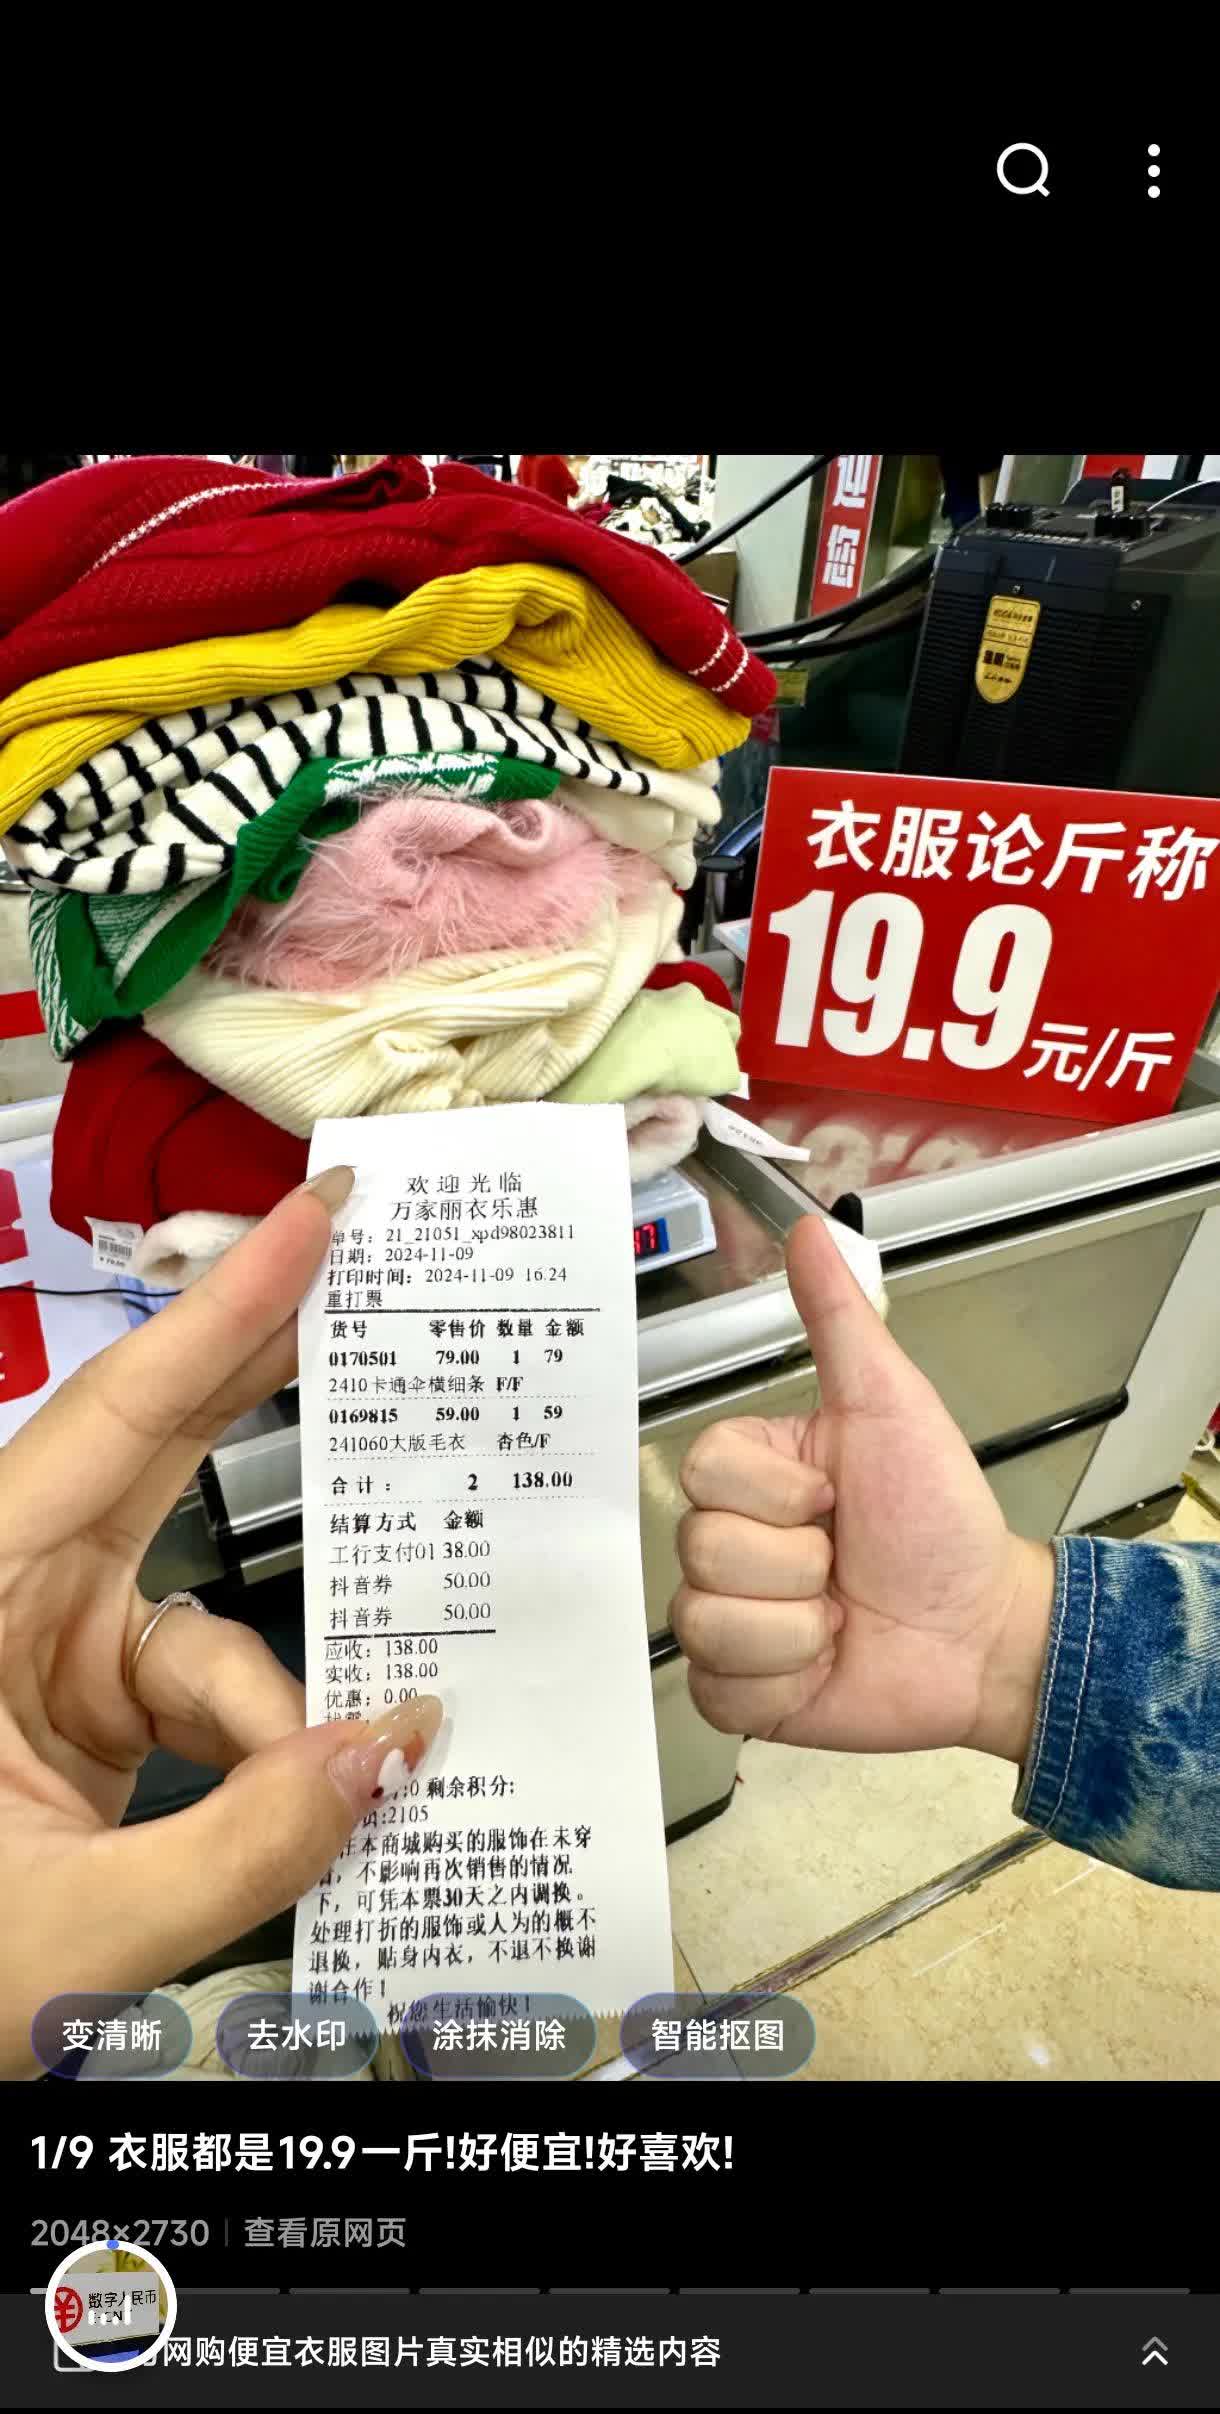 迎
您
衣服论斤称
19.9元/斤
欢迎光临
万家丽衣乐惠
单号：21_21051_xpd98023811
日期：2024-11-09
打印时间：2024-11-09 16:24
重打票
货号 零售价 数量 金额
0170501 79.00 1 79
2410卡通伞横细条 F/F
0169815 59.00 1 59
241060大版毛衣 杏色/F
合计： 2 138.00
结算方式 金额
工行支付01 38.00
抖音券 50.00
抖音券 50.00
应收：138.00
实收：138.00
优惠：0.00
:0 剩余积分:
:2105
在本商城购买的服饰在未穿
，不影响再次销售的情况
下，可凭本票30天之内调换。
处理打折的服饰或人为的概不
退换，贴身内衣，不退不换谢
谢合作！
祝您生活愉快！
变清晰 去水印 涂抹消除 智能抠图
1/9 衣服都是19.9一斤!好便宜!好喜欢!
2048×2730 | 查看原网页
数字人民币
网购便宜衣服图片真实相似的精选内容